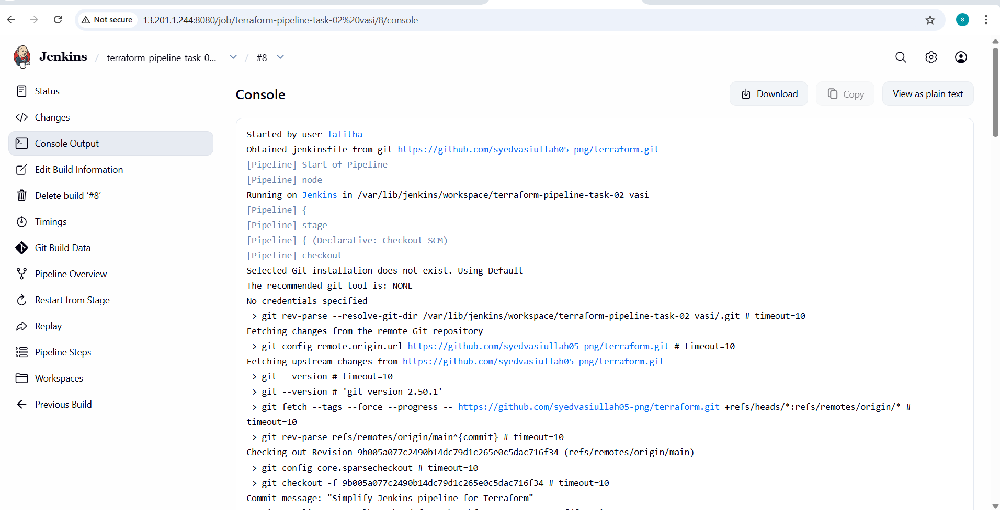 Not secure
13.201.1.244:8080/job/terraform-pipeline-task-02%20vasi/8/console
S
Jenkins / terraform-pipeline-task-0... / #8
Status
Changes
Console Output
Edit Build Information
Delete build ‘#8’
Timings
Git Build Data
Pipeline Overview
Restart from Stage
Replay
Pipeline Steps
Workspaces
Previous Build
Console
Download
Copy
View as plain text
Started by user lalitha
Obtained jenkinsfile from git https://github.com/syedvasiullah05-png/terraform.git
[Pipeline] Start of Pipeline
[Pipeline] node
Running on Jenkins in /var/lib/jenkins/workspace/terraform-pipeline-task-02 vasi
[Pipeline] {
[Pipeline] stage
[Pipeline] { (Declarative: Checkout SCM)
[Pipeline] checkout
Selected Git installation does not exist. Using Default
The recommended git tool is: NONE
No credentials specified
> git rev-parse --resolve-git-dir /var/lib/jenkins/workspace/terraform-pipeline-task-02 vasi/.git # timeout=10
Fetching changes from the remote Git repository
> git config remote.origin.url https://github.com/syedvasiullah05-png/terraform.git # timeout=10
Fetching upstream changes from https://github.com/syedvasiullah05-png/terraform.git
> git --version # timeout=10
> git --version # 'git version 2.50.1'
> git fetch --tags --force --progress -- https://github.com/syedvasiullah05-png/terraform.git +refs/heads/*:refs/remotes/origin/* #
timeout=10
> git rev-parse refs/remotes/origin/main^{commit} # timeout=10
Checking out Revision 9b005a077c2490b14dc79d1c265e0c5dac716f34 (refs/remotes/origin/main)
> git config core.sparsecheckout # timeout=10
> git checkout -f 9b005a077c2490b14dc79d1c265e0c5dac716f34 # timeout=10
Commit message: "Simplify Jenkins pipeline for Terraform"